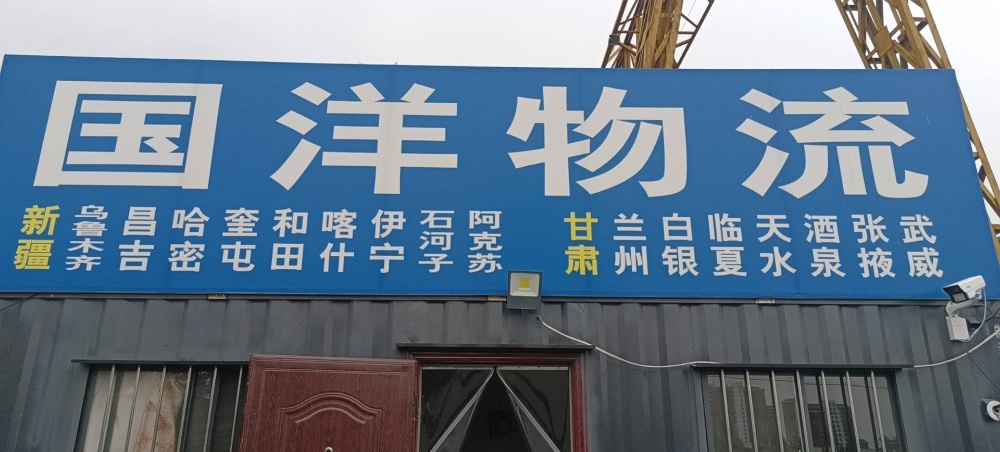 国洋物流
新疆 乌鲁木齐 昌吉 哈密 奎屯 和田 喀什 伊宁 石河子 阿克苏 甘肃 兰州 白银 临夏 天水 酒泉 张掖 武威